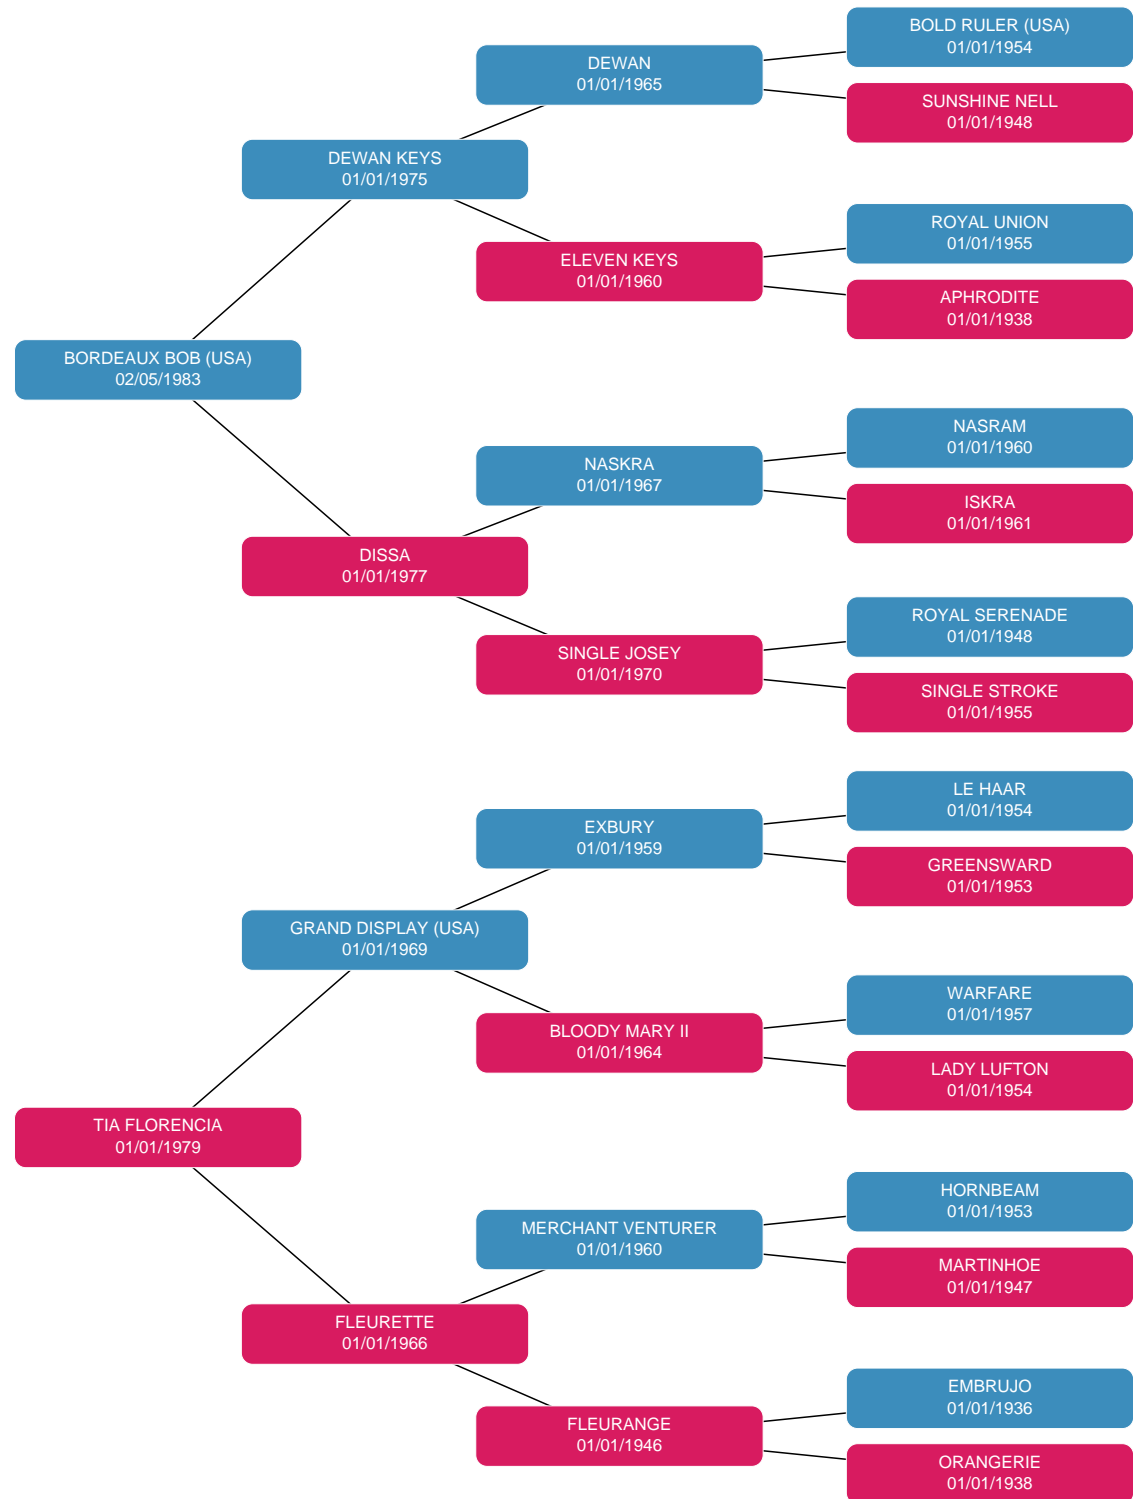 BOLD RULER (USA)
01/01/1954
DEWAN
01/01/1965
SUNSHINE NELL
01/01/1948
DEWAN KEYS
01/01/1975
ROYAL UNION
01/01/1955
ELEVEN KEYS
01/01/1960
APHRODITE
01/01/1938
BORDEAUX BOB (USA)
02/05/1983
NASRAM
01/01/1960
NASKRA
01/01/1967
ISKRA
01/01/1961
DISSA
01/01/1977
ROYAL SERENADE
01/01/1948
SINGLE JOSEY
01/01/1970
SINGLE STROKE
01/01/1955
LE HAAR
01/01/1954
EXBURY
01/01/1959
GREENSWARD
01/01/1953
GRAND DISPLAY (USA)
01/01/1969
WARFARE
01/01/1957
BLOODY MARY II
01/01/1964
LADY LUFTON
01/01/1954
TIA FLORENCIA
01/01/1979
HORNBEAM
01/01/1953
MERCHANT VENTURER
01/01/1960
MARTINHOE
01/01/1947
FLEURETTE
01/01/1966
EMBRUJO
01/01/1936
FLEURANGE
01/01/1946
ORANGERIE
01/01/1938